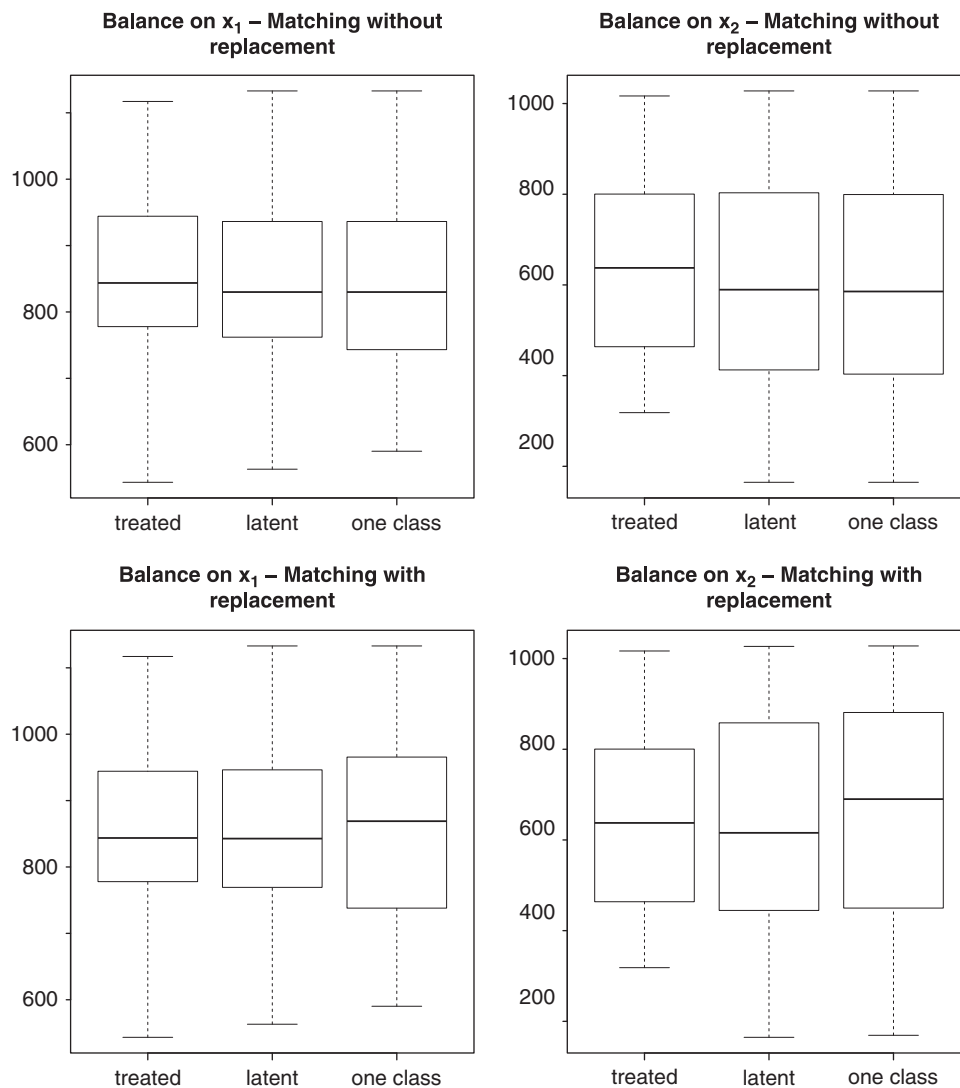 Balance on x₁ – Matching without
replacement
1000
800
600
treated latent one class
Balance on x₂ – Matching without
replacement
1000
800
600
400
200
treated latent one class
Balance on x₁ – Matching with
replacement
1000
800
600
treated latent one class
Balance on x₂ – Matching with
replacement
1000
800
600
400
200
treated latent one class